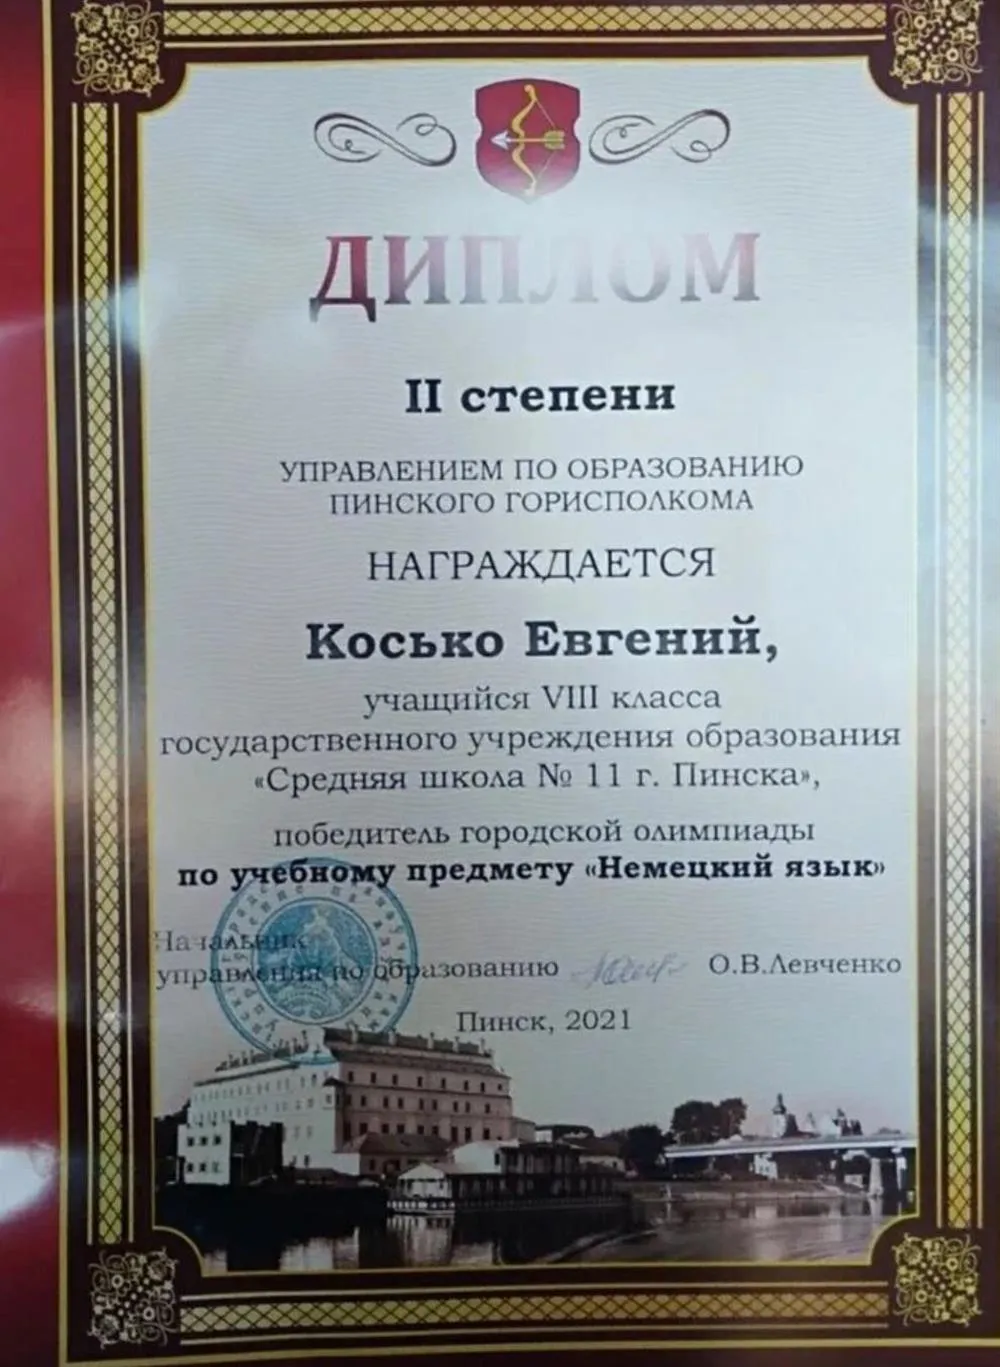 ДИПЛОМ
II степени
УПРАВЛЕНИЕМ ПО ОБРАЗОВАНИЮ
ПИНСКОГО ГОРИСПОЛКОМА
НАГРАЖДАЕТСЯ
Косько Евгений,
учащийся VIII класса
государственного учреждения образования
«Средняя школа № 11 г. Пинска»,
победитель городской олимпиады
по учебному предмету «Немецкий язык»
Начальник
управления по образованию О.В.Левченко
Пинск, 2021